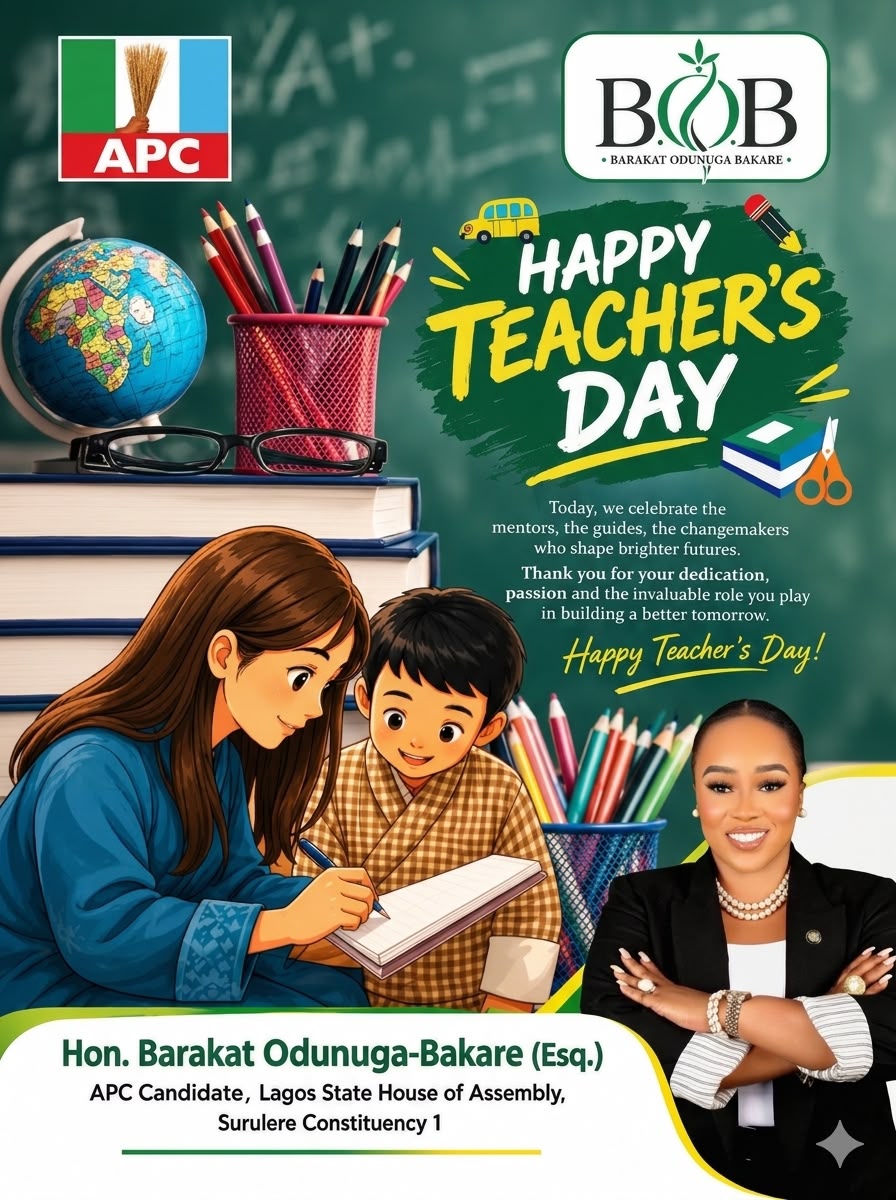 APC
B.O.B
• BARAKAT ODUNUGA BAKARE •
HAPPY
TEACHER'S
DAY
Today, we celebrate the
mentors, the guides, the changemakers
who shape brighter futures.
Thank you for your dedication,
passion and the invaluable role you play
in building a better tomorrow.
Happy Teacher's Day!
Hon. Barakat Odunuga-Bakare (Esq.)
APC Candidate, Lagos State House of Assembly,
Surulere Constituency 1